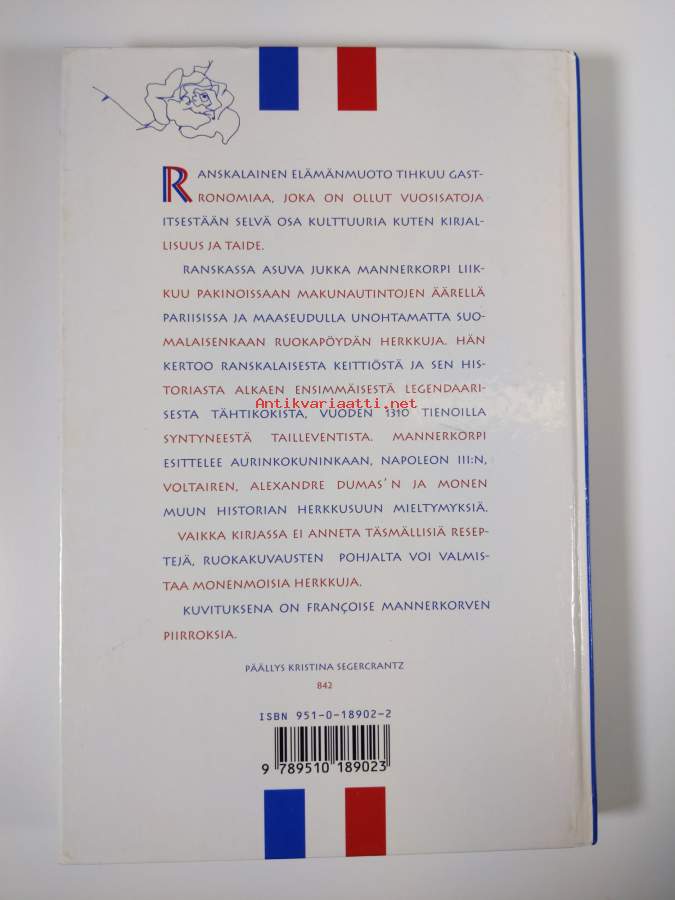 RANSKALAINEN ELÄMÄNMUOTO TIHKUU GAST-
RONOMIAA, JOKA ON OLLUT VUOSISATOJA
ITSESTÄÄN SELVÄ OSA KULTTUURIA KUTEN KIRJAL-
LISUUS JA TAIDE.
RANSKASSA ASUVA JUKKA MANNERKORPI LIIK-
KUU PAKINOISSAAN MAKUNAUTINTOJEN ÄÄRELLÄ
PARIISISSA JA MAASEUDULLA UNOHTAMATTA SUO-
MALAISENKAAN RUOKAPÖYDÄN HERKKUJA. HÄN
KERTOO RANSKALAISESTA KEITTIÖSTÄ JA SEN HIS-
TORIASTA ALKAEN ENSIMMÄISESTÄ LEGENDAARI-
Antikvariaatti.net
SESTA TÄHTIKOKISTA, VUODEN 1310 TIENOILLA
SYNTYNEESTÄ TAILLEVENTISTA. MANNERKORPI
ESITTELEE AURINKOKUNINKAAN, NAPOLEON III:N,
VOLTAIREN, ALEXANDRE DUMAS'N JA MONEN
MUUN HISTORIAN HERKKUSUUN MIELTYMYKSIÄ.
VAIKKA KIRJASSA EI ANNETA TÄSMÄLLISIÄ RESEP-
TEJÄ, RUOKAKUVAUSTEN POHJALTA VOI VALMIS-
TAA MONENMOISIA HERKKUJA.
KUVITUKSENA ON FRANÇOISE MANNERKORVEN
PIIRROKSIA.
PÄÄLLYS KRISTINA SEGERCRANTZ
842
ISBN 951-0-18902-2
9 789510 189023